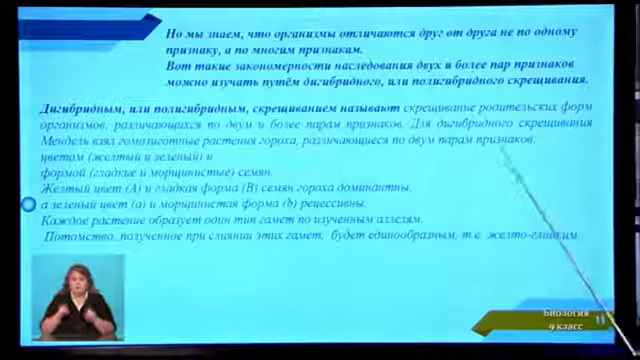 Но мы знаем, что организмы отличаются друг от друга не по одному
признаку, а по многим признакам.
Вот такие закономерности наследования двух и более пар признаков
можно изучать путём дигибридного, или полигибридного скрещивания.
Дигибридным, или полигибридным, скрещиванием называют скрещивание родительских форм
организмов, различающихся по двум и более парам признаков. Для дигибридного скрещивания
Мендель взял гомозиготные растения гороха, различающиеся по двум парам признаков:
цветом (желтый и зеленый) и
формой (гладкие и морщинистые) семян.
Желтый цвет (А) и гладкая форма (В) семян гороха доминантны,
а зеленый цвет (а) и морщинистая форма (b) рецессивны.
Каждое растение образует один тип гамет по изученным аллелям.
Потомство, полученное при слиянии этих гамет, будет единообразным, т.е. желто-гладким
Биология
9 класс
11